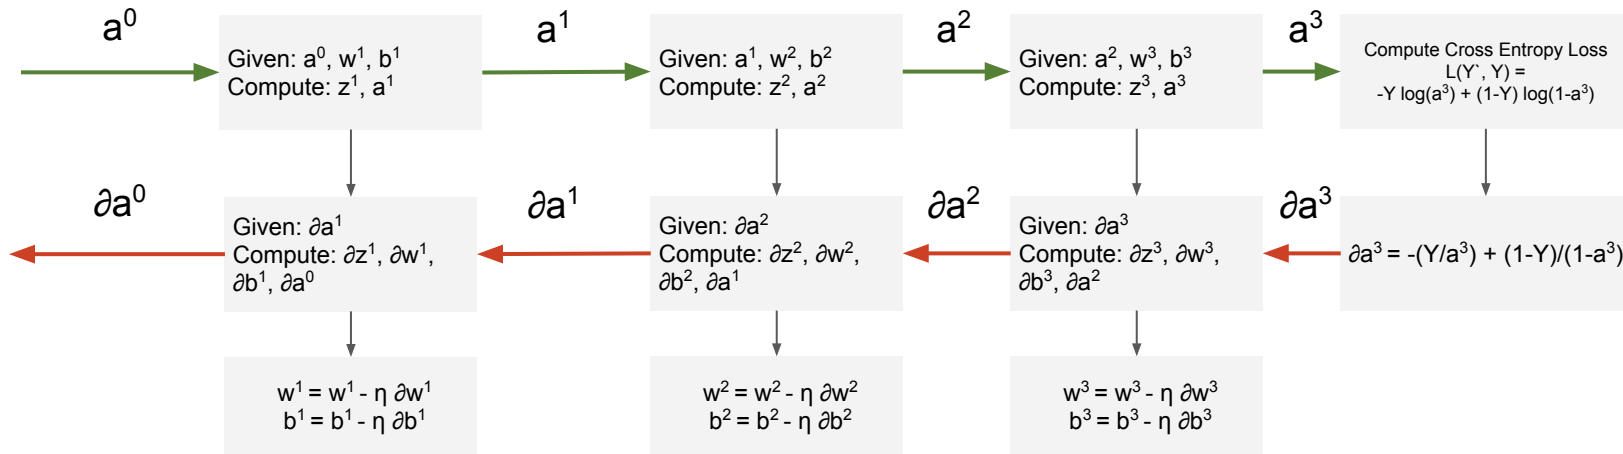 a⁰
a¹
a²
a³
Given: a⁰, w¹, b¹
Compute: z¹, a¹
Given: a¹, w², b²
Compute: z², a²
Given: a², w³, b³
Compute: z³, a³
Compute Cross Entropy Loss
L(Y`, Y) =
-Y log(a³) + (1-Y) log(1-a³)
∂a⁰
∂a¹
∂a²
∂a³
Given: ∂a¹
Compute: ∂z¹, ∂w¹,
∂b¹, ∂a⁰
Given: ∂a²
Compute: ∂z², ∂w²,
∂b², ∂a¹
Given: ∂a³
Compute: ∂z³, ∂w³,
∂b³, ∂a²
∂a³ = -(Y/a³) + (1-Y)/(1-a³)
w¹ = w¹ - η ∂w¹
b¹ = b¹ - η ∂b¹
w² = w² - η ∂w²
b² = b² - η ∂b²
w³ = w³ - η ∂w³
b³ = b³ - η ∂b³